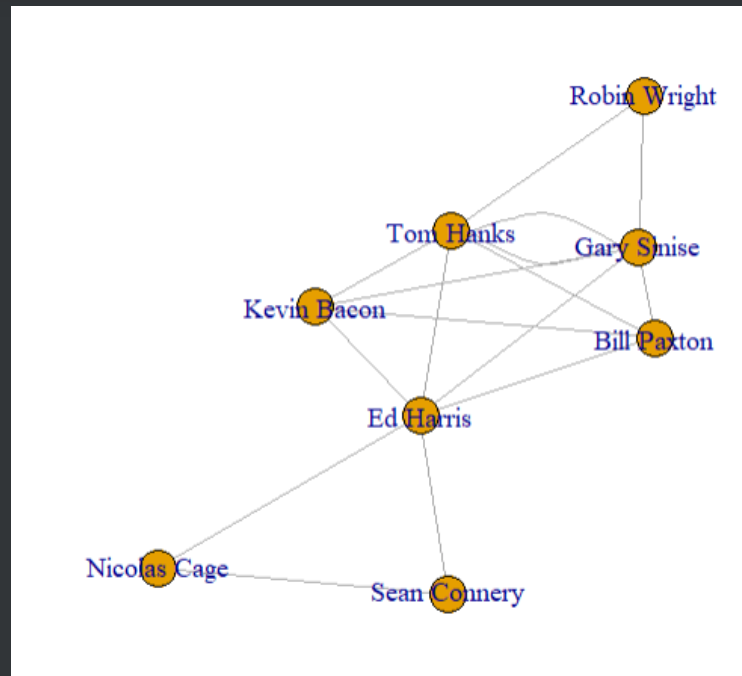 Robin Wright
Tom Hanks
Gary Sinise
Kevin Bacon
Bill Paxton
Ed Harris
Nicolas Cage
Sean Connery